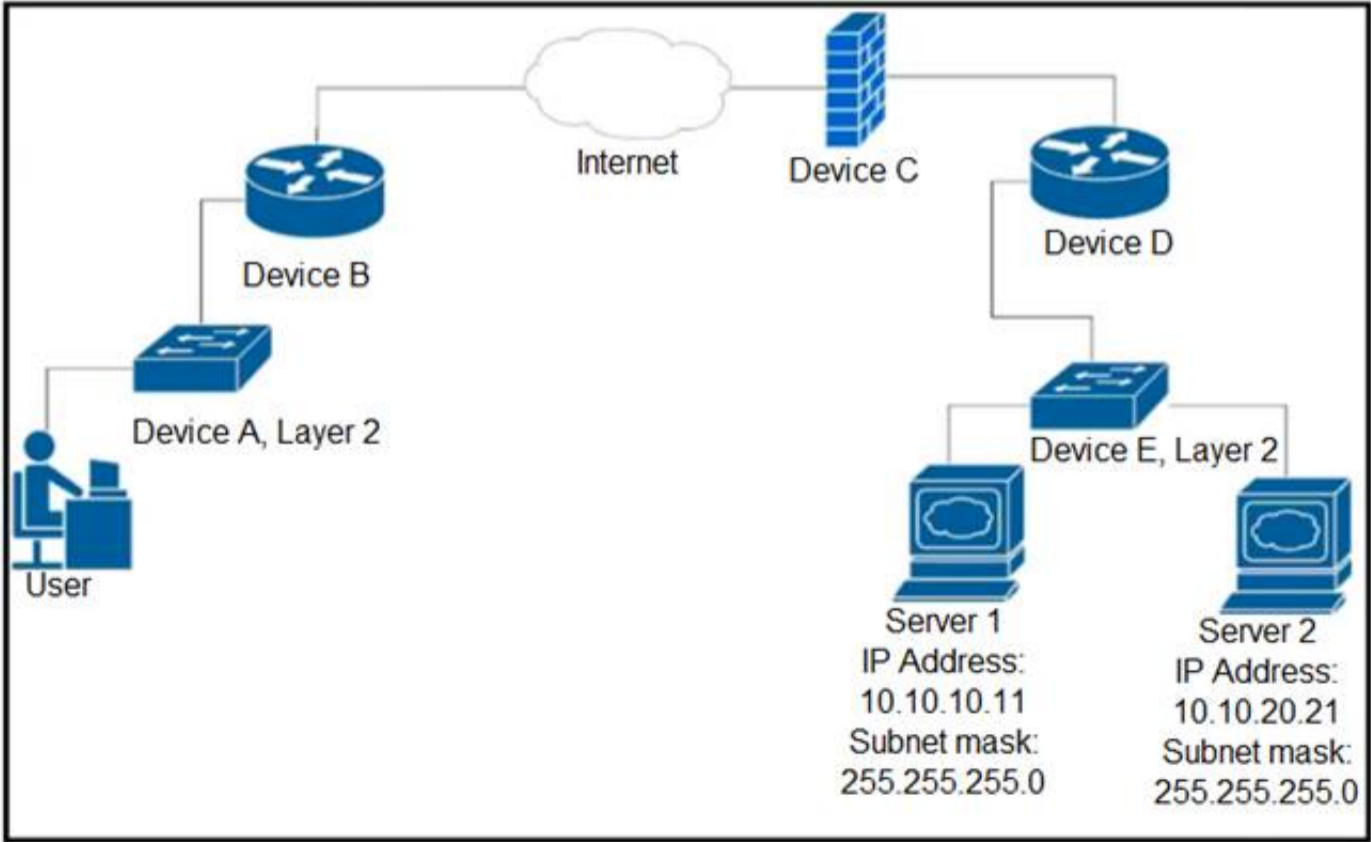 Internet
Device C
Device D
Device B
Device A, Layer 2
Device E, Layer 2
User
Server 1
IP Address:
10.10.10.11
Subnet mask:
255.255.255.0
Server 2
IP Address:
10.10.20.21
Subnet mask:
255.255.255.0